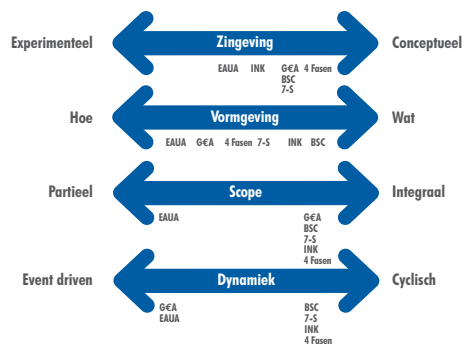 Experimenteel Zingeving Conceptueel
EAUA INK G€A 4 Fasen
BSC
7-S
Hoe Vormgeving Wat
EAUA G€A 4 Fasen 7-S INK BSC
Partieel Scope Integraal
EAUA G€A
BSC
7-S
INK
4 Fasen
Event driven Dynamiek Cyclisch
G€A BSC
EAUA 7-S
INK
4 Fasen